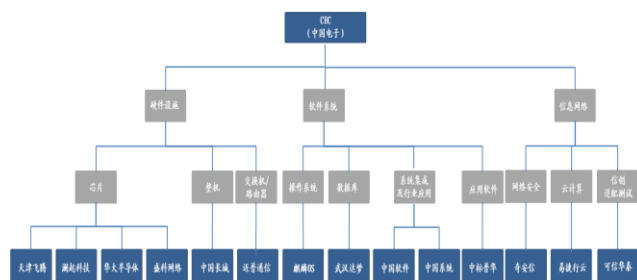 CEC
（中国电子）
硬件设施
软件系统
信息网络
芯片
整机
交换机/
路由器
操作系统
数据库
系统集成
及行业应用
应用软件
网络安全
云计算
信创
适配测试
天津飞腾
澜起科技
华大半导体
盛科网络
中国长城
迈普通信
麒麟OS
武汉达梦
中国软件
中国系统
中标普华
奇安信
易捷行云
可信华泰